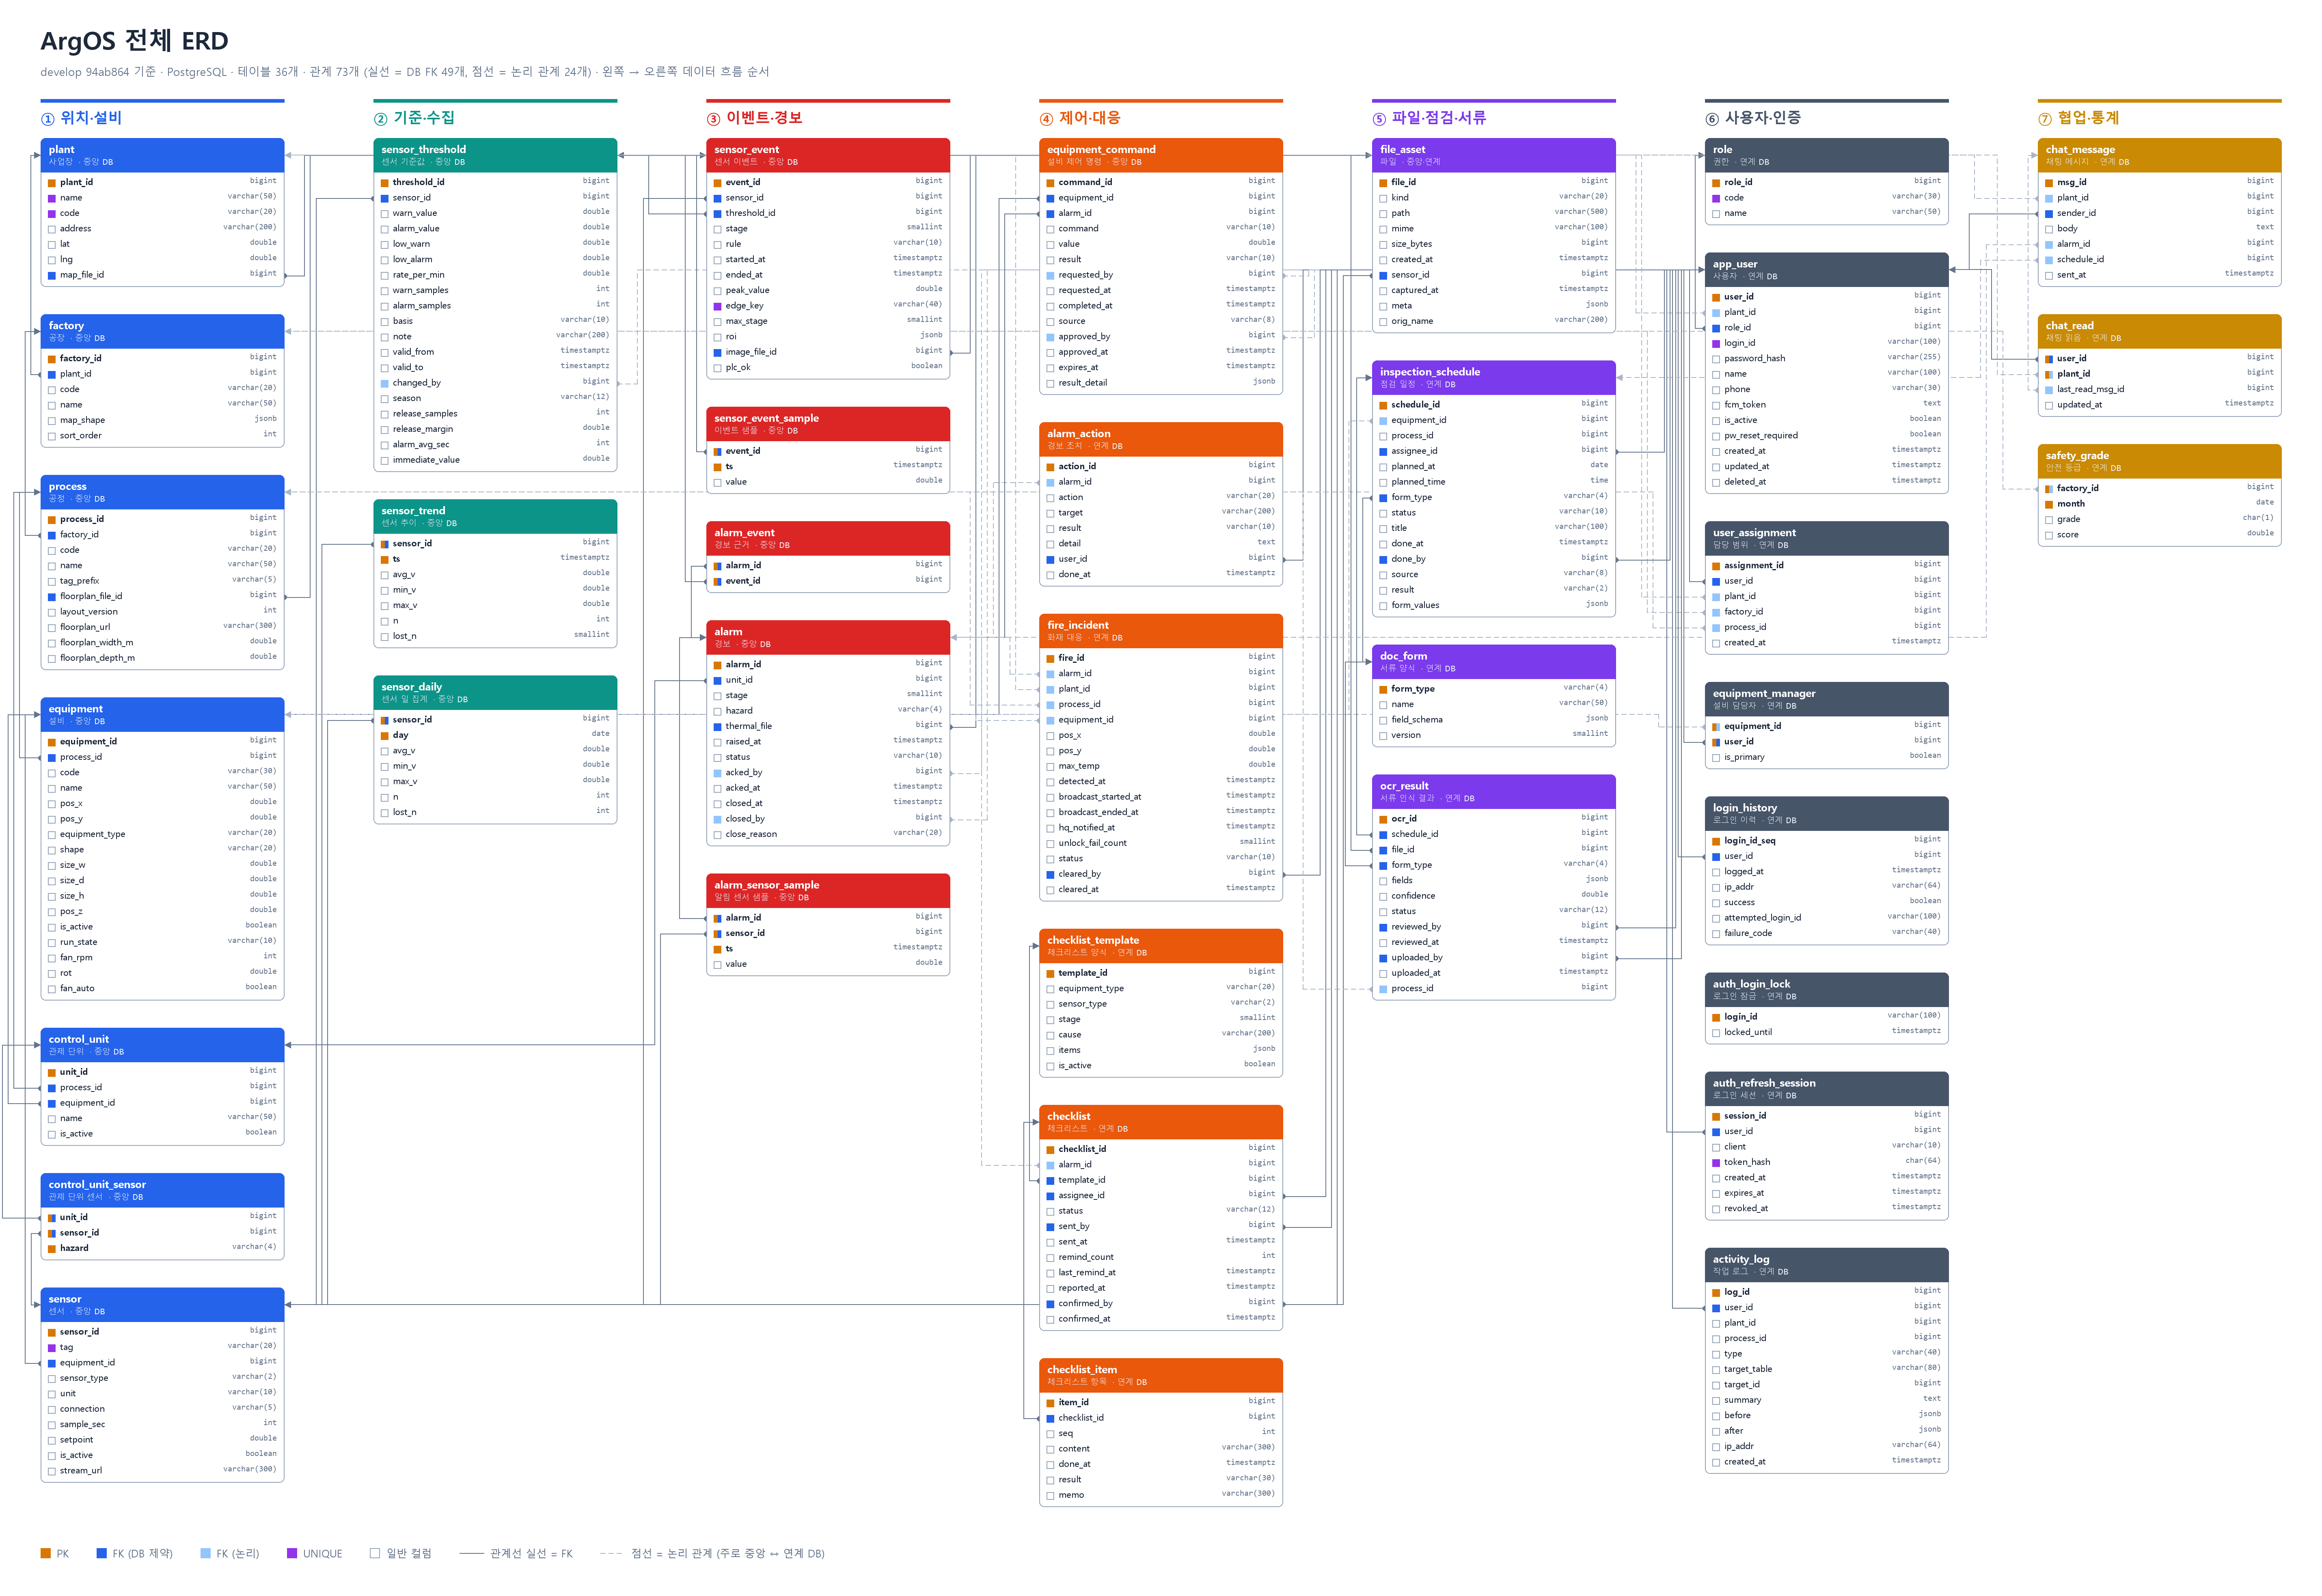 ArgOS 전체 ERD
develop 94ab864 기준 · PostgreSQL · 테이블 36개 · 관계 73개 (실선 = DB FK 49개, 점선 = 논리 관계 24개) · 왼쪽 → 오른쪽 데이터 흐름 순서
① 위치·설비
plant
사업장 · 중앙 DB
plant_id bigint
name varchar(50)
code varchar(20)
address varchar(200)
lat double
lng double
map_file_id bigint
factory
공장 · 중앙 DB
factory_id bigint
plant_id bigint
code varchar(20)
name varchar(50)
map_shape jsonb
sort_order int
process
공정 · 중앙 DB
process_id bigint
factory_id bigint
code varchar(20)
name varchar(50)
tag_prefix varchar(5)
floorplan_file_id bigint
layout_version int
floorplan_url varchar(300)
floorplan_width_m double
floorplan_depth_m double
equipment
설비 · 중앙 DB
equipment_id bigint
process_id bigint
code varchar(30)
name varchar(50)
pos_x double
pos_y double
equipment_type varchar(20)
shape varchar(20)
size_w double
size_d double
size_h double
pos_z double
is_active boolean
run_state varchar(10)
fan_rpm int
rot double
fan_auto boolean
control_unit
관제 단위 · 중앙 DB
unit_id bigint
process_id bigint
equipment_id bigint
name varchar(50)
is_active boolean
control_unit_sensor
관제 단위 센서 · 중앙 DB
unit_id bigint
sensor_id bigint
hazard varchar(4)
sensor
센서 · 중앙 DB
sensor_id bigint
tag varchar(20)
equipment_id bigint
sensor_type varchar(2)
unit varchar(10)
connection varchar(5)
sample_sec int
setpoint double
is_active boolean
stream_url varchar(300)
② 기준·수집
sensor_threshold
센서 기준값 · 중앙 DB
threshold_id bigint
sensor_id bigint
warn_value double
alarm_value double
low_warn double
low_alarm double
rate_per_min double
warn_samples int
alarm_samples int
basis varchar(10)
note varchar(200)
valid_from timestamptz
valid_to timestamptz
changed_by bigint
season varchar(12)
release_samples int
release_margin double
alarm_avg_sec int
immediate_value double
sensor_trend
센서 추이 · 중앙 DB
sensor_id bigint
ts timestamptz
avg_v double
min_v double
max_v double
n int
lost_n smallint
sensor_daily
센서 일 집계 · 중앙 DB
sensor_id bigint
day date
avg_v double
min_v double
max_v double
n int
lost_n int
③ 이벤트·경보
sensor_event
센서 이벤트 · 중앙 DB
event_id bigint
sensor_id bigint
threshold_id bigint
stage smallint
rule varchar(10)
started_at timestamptz
ended_at timestamptz
peak_value double
edge_key varchar(40)
max_stage smallint
roi jsonb
image_file_id bigint
plc_ok boolean
sensor_event_sample
이벤트 샘플 · 중앙 DB
event_id bigint
ts timestamptz
value double
alarm_event
경보 근거 · 중앙 DB
alarm_id bigint
event_id bigint
alarm
경보 · 중앙 DB
alarm_id bigint
unit_id bigint
stage smallint
hazard varchar(4)
thermal_file bigint
raised_at timestamptz
status varchar(10)
acked_by bigint
acked_at timestamptz
closed_at timestamptz
closed_by bigint
close_reason varchar(20)
alarm_sensor_sample
알림 센서 샘플 · 중앙 DB
alarm_id bigint
sensor_id bigint
ts timestamptz
value double
④ 제어·대응
equipment_command
설비 제어 명령 · 중앙 DB
command_id bigint
equipment_id bigint
alarm_id bigint
command varchar(10)
value double
result varchar(10)
requested_by bigint
requested_at timestamptz
completed_at timestamptz
source varchar(8)
approved_by bigint
approved_at timestamptz
expires_at timestamptz
result_detail jsonb
alarm_action
경보 조치 · 연계 DB
action_id bigint
alarm_id bigint
action varchar(20)
target varchar(200)
result varchar(10)
detail text
user_id bigint
done_at timestamptz
fire_incident
화재 대응 · 연계 DB
fire_id bigint
alarm_id bigint
plant_id bigint
process_id bigint
equipment_id bigint
pos_x double
pos_y double
max_temp double
detected_at timestamptz
broadcast_started_at timestamptz
broadcast_ended_at timestamptz
hq_notified_at timestamptz
unlock_fail_count smallint
status varchar(10)
cleared_by bigint
cleared_at timestamptz
checklist_template
체크리스트 양식 · 연계 DB
template_id bigint
equipment_type varchar(20)
sensor_type varchar(2)
stage smallint
cause varchar(200)
items jsonb
is_active boolean
checklist
체크리스트 · 연계 DB
checklist_id bigint
alarm_id bigint
template_id bigint
assignee_id bigint
status varchar(12)
sent_by bigint
sent_at timestamptz
remind_count int
last_remind_at timestamptz
reported_at timestamptz
confirmed_by bigint
confirmed_at timestamptz
checklist_item
체크리스트 항목 · 연계 DB
item_id bigint
checklist_id bigint
seq int
content varchar(300)
done_at timestamptz
result varchar(30)
memo varchar(300)
⑤ 파일·점검·서류
file_asset
파일 · 중앙·연계
file_id bigint
kind varchar(20)
path varchar(500)
mime varchar(100)
size_bytes bigint
created_at timestamptz
sensor_id bigint
captured_at timestamptz
meta jsonb
orig_name varchar(200)
inspection_schedule
점검 일정 · 연계 DB
schedule_id bigint
equipment_id bigint
process_id bigint
assignee_id bigint
planned_at date
planned_time time
form_type varchar(4)
status varchar(10)
title varchar(100)
done_at timestamptz
done_by bigint
source varchar(8)
result varchar(2)
form_values jsonb
doc_form
서류 양식 · 연계 DB
form_type varchar(4)
name varchar(50)
field_schema jsonb
version smallint
ocr_result
서류 인식 결과 · 연계 DB
ocr_id bigint
schedule_id bigint
file_id bigint
form_type varchar(4)
fields jsonb
confidence double
status varchar(12)
reviewed_by bigint
reviewed_at timestamptz
uploaded_by bigint
uploaded_at timestamptz
process_id bigint
⑥ 사용자·인증
role
권한 · 연계 DB
role_id bigint
code varchar(30)
name varchar(50)
app_user
사용자 · 연계 DB
user_id bigint
plant_id bigint
role_id bigint
login_id varchar(100)
password_hash varchar(255)
name varchar(100)
phone varchar(30)
fcm_token text
is_active boolean
pw_reset_required boolean
created_at timestamptz
updated_at timestamptz
deleted_at timestamptz
user_assignment
담당 범위 · 연계 DB
assignment_id bigint
user_id bigint
plant_id bigint
factory_id bigint
process_id bigint
created_at timestamptz
equipment_manager
설비 담당자 · 연계 DB
equipment_id bigint
user_id bigint
is_primary boolean
login_history
로그인 이력 · 연계 DB
login_id_seq bigint
user_id bigint
logged_at timestamptz
ip_addr varchar(64)
success boolean
attempted_login_id varchar(100)
failure_code varchar(40)
auth_login_lock
로그인 잠금 · 연계 DB
login_id varchar(100)
locked_until timestamptz
auth_refresh_session
로그인 세션 · 연계 DB
session_id bigint
user_id bigint
client varchar(10)
token_hash char(64)
created_at timestamptz
expires_at timestamptz
revoked_at timestamptz
activity_log
작업 로그 · 연계 DB
log_id bigint
user_id bigint
plant_id bigint
process_id bigint
type varchar(40)
target_table varchar(80)
target_id bigint
summary text
before jsonb
after jsonb
ip_addr varchar(64)
created_at timestamptz
⑦ 협업·통계
chat_message
채팅 메시지 · 연계 DB
msg_id bigint
plant_id bigint
sender_id bigint
body text
alarm_id bigint
schedule_id bigint
sent_at timestamptz
chat_read
채팅 읽음 · 연계 DB
user_id bigint
plant_id bigint
last_read_msg_id bigint
updated_at timestamptz
safety_grade
안전 등급 · 연계 DB
factory_id bigint
month date
grade char(1)
score double
PK FK (DB 제약) FK (논리) UNIQUE 일반 컬럼 관계선 실선 = FK 점선 = 논리 관계 (주로 중앙 ↔ 연계 DB)